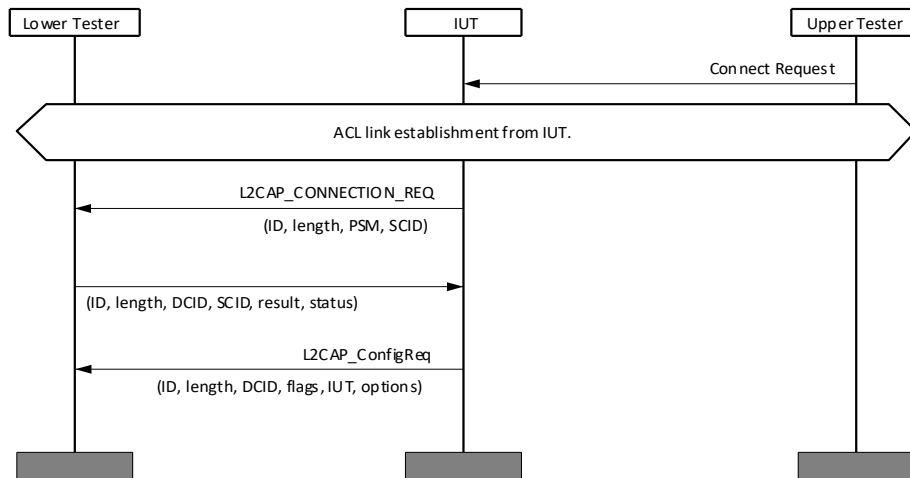 Lower Tester
IUT
Upper Tester
Connect Request
ACL link establishment from IUT.
L2CAP_CONNECTION_REQ
(ID, length, PSM, SCID)
(ID, length, DCID, SCID, result, status)
L2CAP_ConfigReq
(ID, length, DCID, flags, IUT, options)